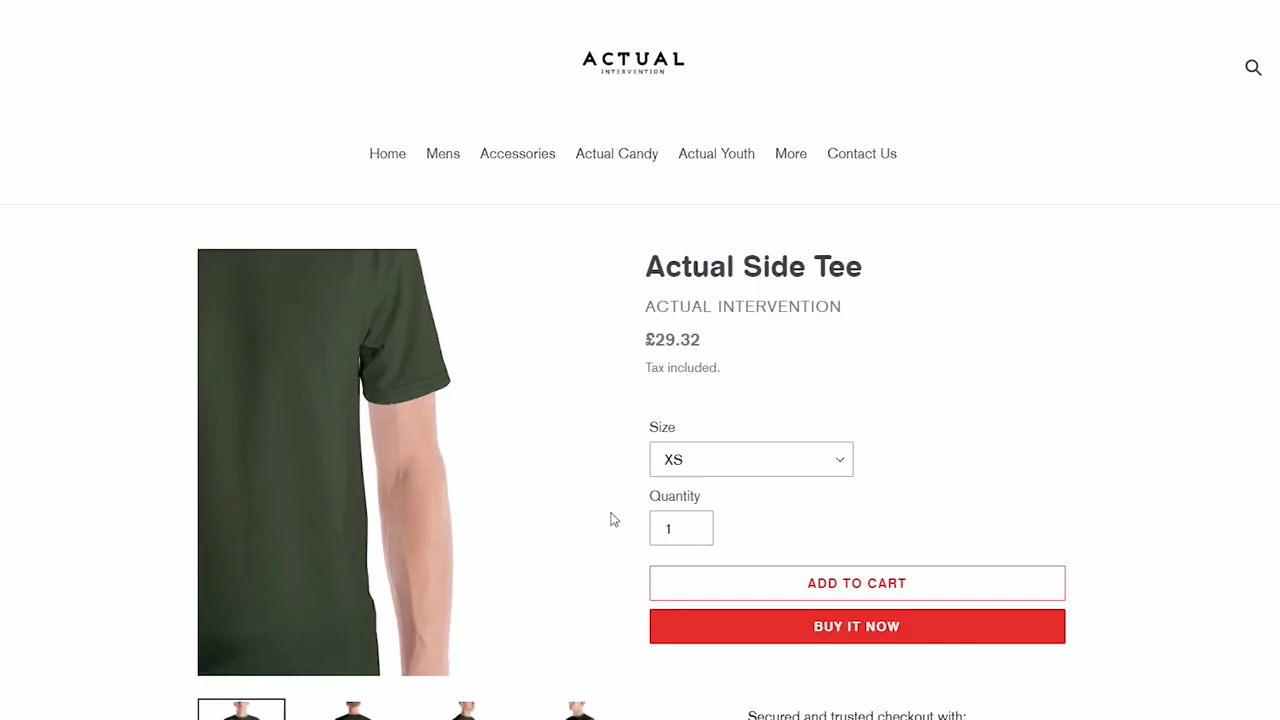 ACTUAL
INTERVENTION
Home Mens Accessories Actual Candy Actual Youth More Contact Us
Actual Side Tee
ACTUAL INTERVENTION
£29.32
Tax included.
Size
XS
Quantity
1
ADD TO CART
BUY IT NOW
Secured and trusted checkout with: